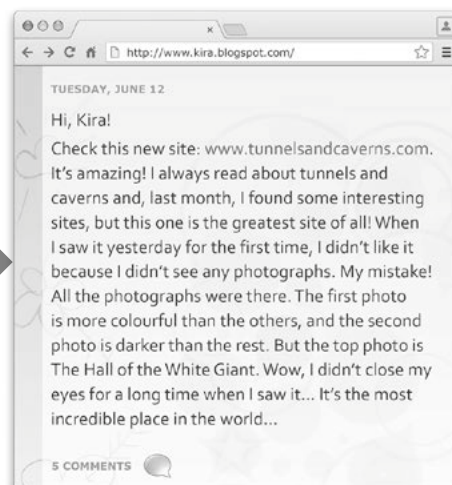 http://www.kira.blogspot.com/
TUESDAY, JUNE 12
Hi, Kira!
Check this new site: www.tunnelsandcaverns.com.
It's amazing! I always read about tunnels and
caverns and, last month, I found some interesting
sites, but this one is the greatest site of all! When
I saw it yesterday for the first time, I didn't like it
because I didn't see any photographs. My mistake!
All the photographs were there. The first photo
is more colourful than the others, and the second
photo is darker than the rest. But the top photo is
The Hall of the White Giant. Wow, I didn't close my
eyes for a long time when I saw it... It's the most
incredible place in the world...
5 COMMENTS